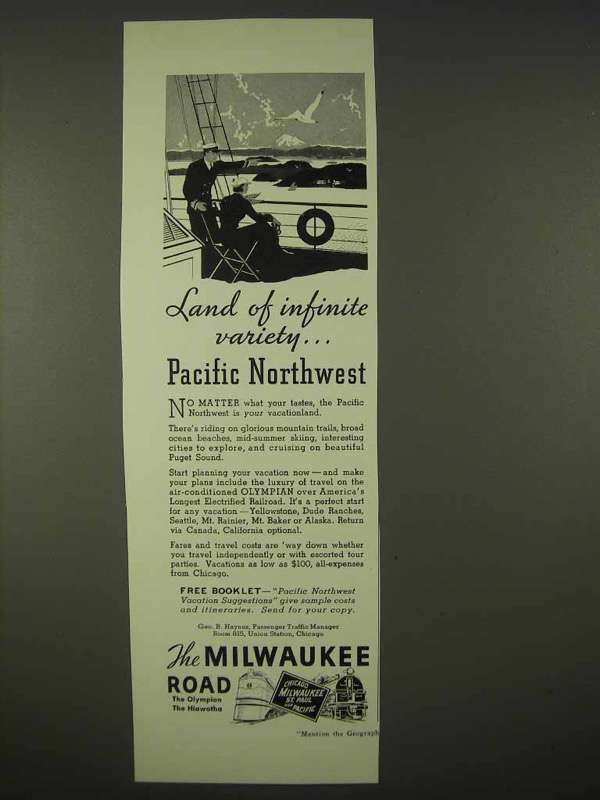 Land of infinite
variety...
Pacific Northwest
NO MATTER what your tastes, the Pacific
Northwest is your vacationland.
There's riding on glorious mountain trails, broad
ocean beaches, mid-summer skiing, interesting
cities to explore, and cruising on beautiful
Puget Sound.
Start planning your vacation now—and make
your plans include the luxury of travel on the
air-conditioned OLYMPIAN over America's
Longest Electrified Railroad. It's a perfect start
for any vacation—Yellowstone, Dude Ranches,
Seattle, Mt. Rainier, Mt. Baker or Alaska. Return
via Canada, California optional.
Fares and travel costs are 'way down whether
you travel independently or with escorted tour
parties. Vacations as low as $100, all-expenses
from Chicago.
FREE BOOKLET—"Pacific Northwest
Vacation Suggestions" give sample costs
and itineraries. Send for your copy.
Geo. B. Haynes, Passenger Traffic Manager
Room 815, Union Station, Chicago
The MILWAUKEE
ROAD
The Olympian
The Hiawatha
CHICAGO
MILWAUKEE
ST. PAUL
AND
PACIFIC
"Mention the Geograph